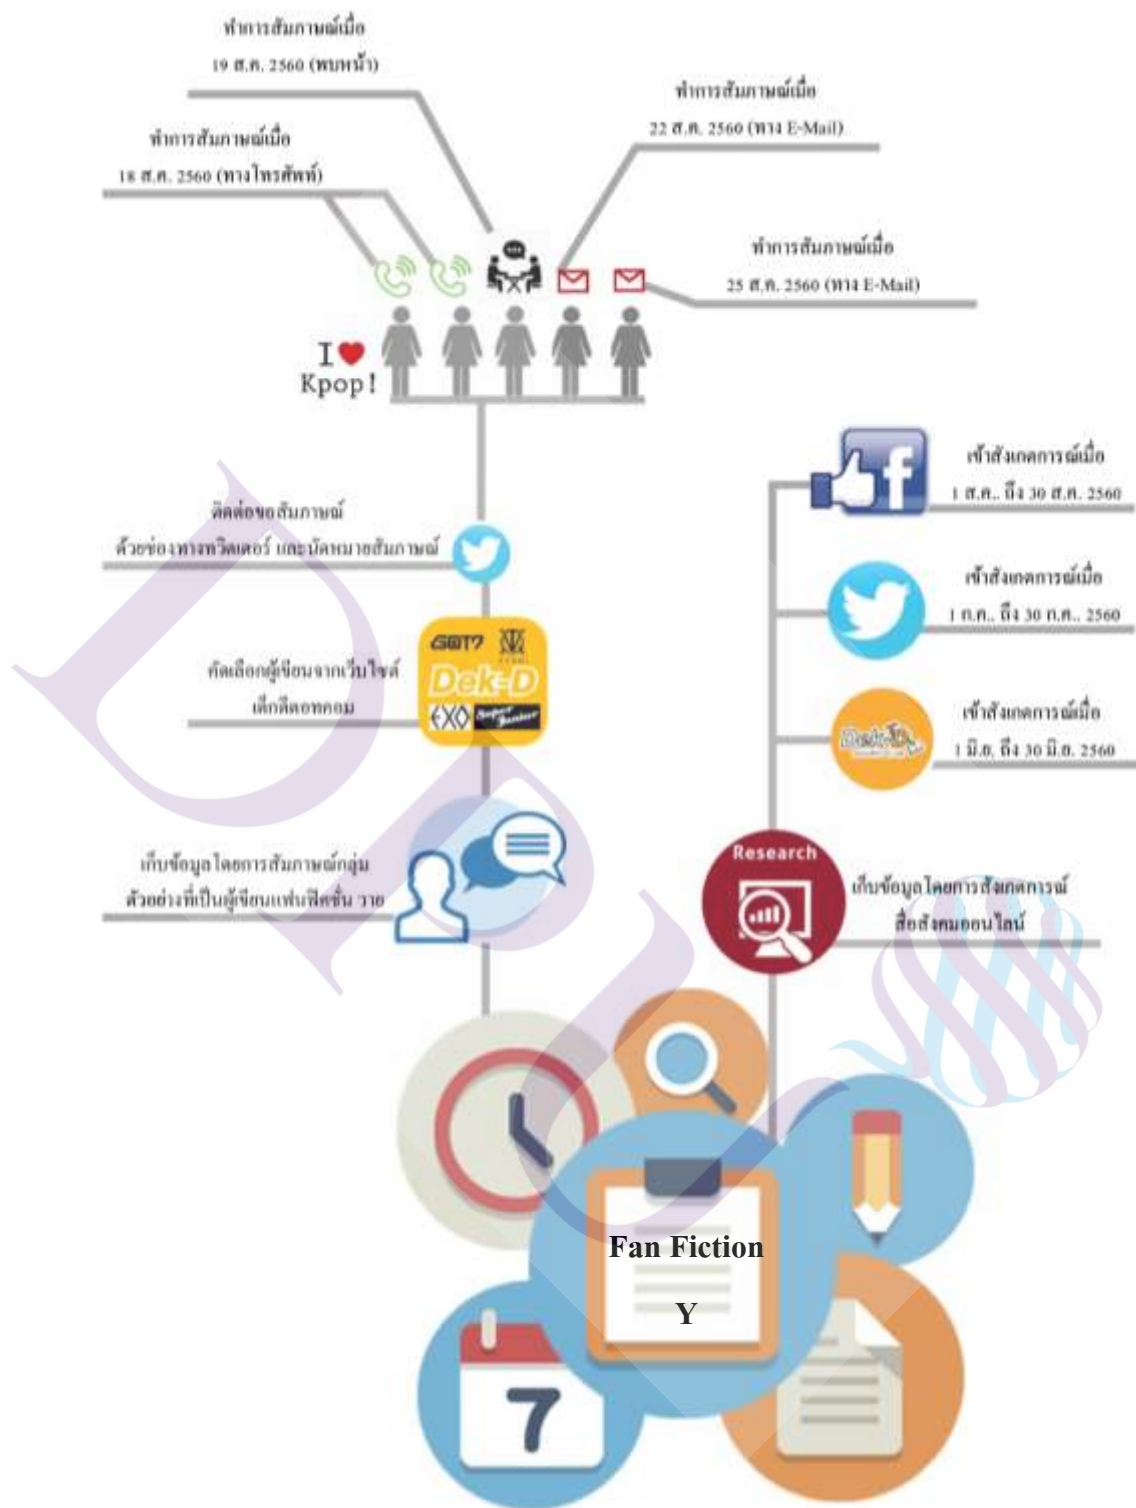 ทำการสัมภาษณ์เมื่อ
19 ส.ค. 2560 (พบหน้า)
ทำการสัมภาษณ์เมื่อ
22 ส.ค. 2560 (ทาง E-Mail)
ทำการสัมภาษณ์เมื่อ
18 ส.ค. 2560 (ทางโทรศัพท์)
ทำการสัมภาษณ์เมื่อ
25 ส.ค. 2560 (ทาง E-Mail)
I
Kpop!
เข้าสังเกตการณ์เมื่อ
1 ส.ค.. ถึง 30 ส.ค. 2560
ติดต่อขอสัมภาษณ์
ด้วยช่องทางทวิตเตอร์ และนัดหมายสัมภาษณ์
เข้าสังเกตการณ์เมื่อ
1 ก.ค.. ถึง 30 ก.ค.. 2560
GOT7
Dek-D
EXO Super Junior
คัดเลือกผู้เขียนจากเว็บไซต์
เด็กดีดอทคอม
เข้าสังเกตการณ์เมื่อ
1 มิ.ย. ถึง 30 มิ.ย. 2560
Dek-D
เก็บข้อมูลโดยการสัมภาษณ์กลุ่ม
ตัวอย่างที่เป็นผู้เขียนแฟนฟิคชั่น วาย
Research
เก็บข้อมูลโดยการสังเกตการณ์
สื่อสังคมออนไลน์
Fan Fiction
Y
7
DPU